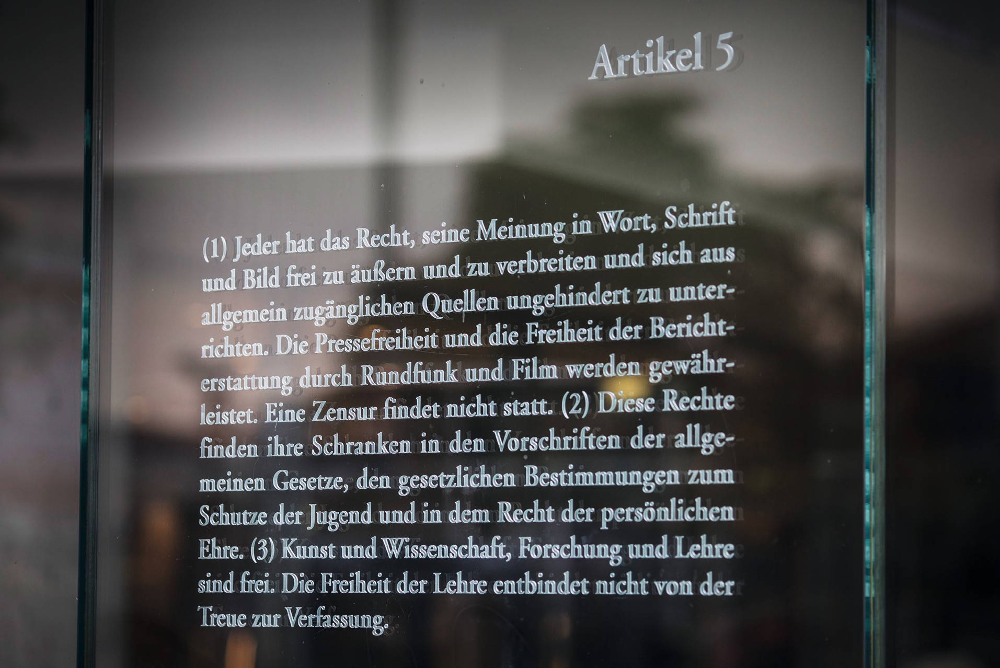 Artikel 5
(1) Jeder hat das Recht, seine Meinung in Wort, Schrift
und Bild frei zu äußern und zu verbreiten und sich aus
allgemein zugänglichen Quellen ungehindert zu unter-
richten. Die Pressefreiheit und die Freiheit der Bericht-
erstattung durch Rundfunk und Film werden gewähr-
leistet. Eine Zensur findet nicht statt. (2) Diese Rechte
finden ihre Schranken in den Vorschriften der allge-
meinen Gesetze, den gesetzlichen Bestimmungen zum
Schutze der Jugend und in dem Recht der persönlichen
Ehre. (3) Kunst und Wissenschaft, Forschung und Lehre
sind frei. Die Freiheit der Lehre entbindet nicht von der
Treue zur Verfassung.